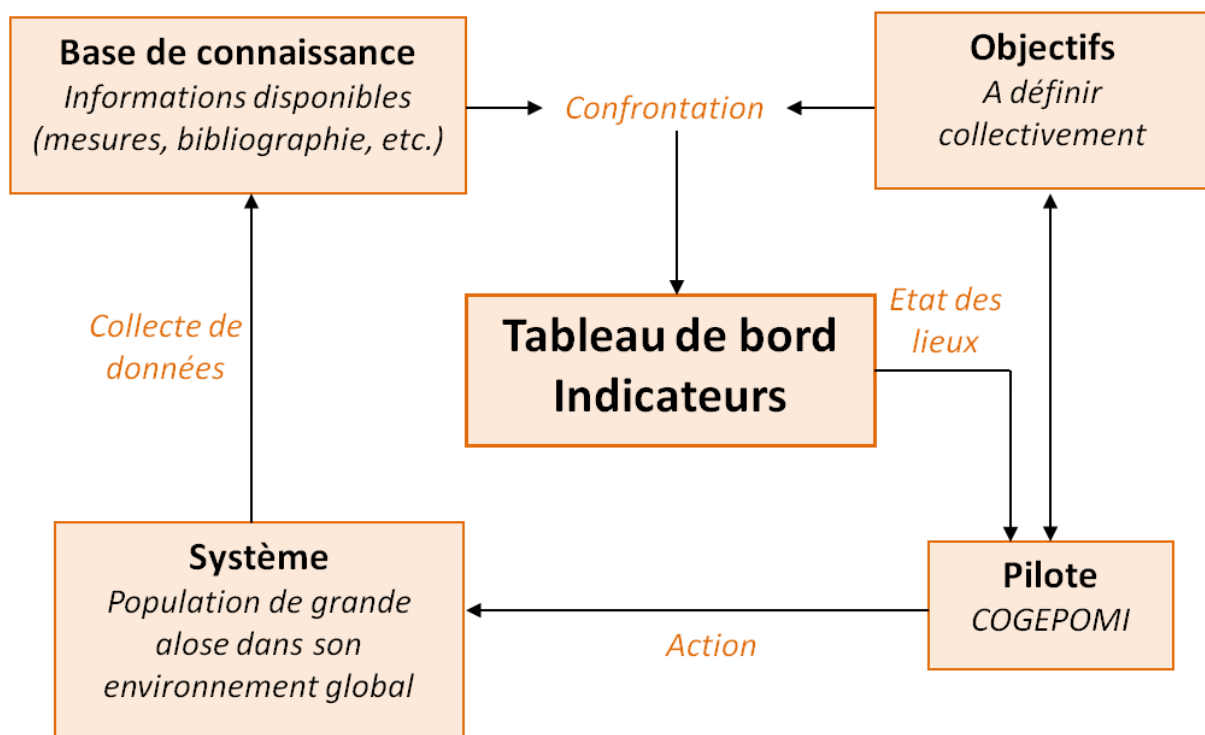 Base de connaissance
Informations disponibles
(mesures, bibliographie, etc.)
Confrontation
Objectifs
A définir
collectivement
Collecte de
données
Tableau de bord
Indicateurs
Etat des
lieux
Système
Population de grande
alose dans son
environnement global
Action
Pilote
COGEPOMI